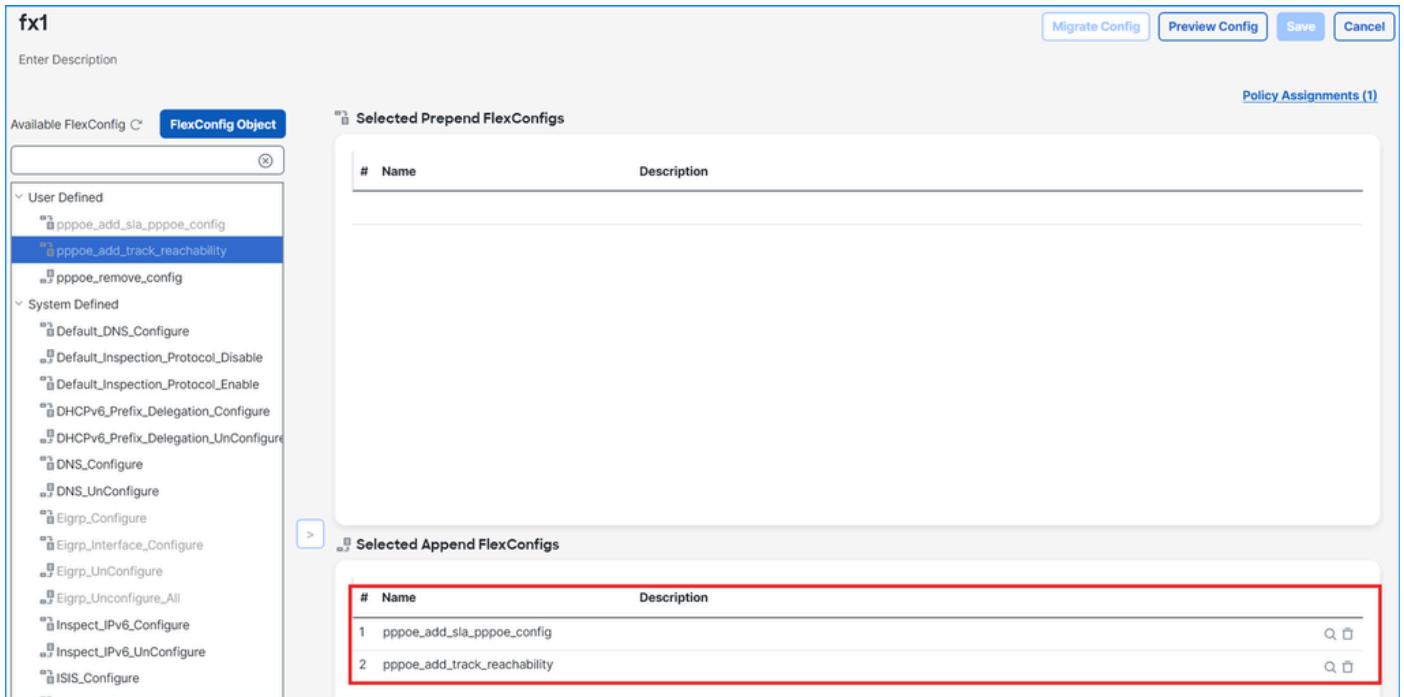 fx1
Migrate Config Preview Config Save Cancel
Enter Description
Policy Assignments (1)
Available FlexConfig FlexConfig Object
User Defined
pppoe_add_sla_pppoe_config
pppoe_add_track_reachability
pppoe_remove_config
System Defined
Default_DNS_Configure
Default_Inspection_Protocol_Disable
Default_Inspection_Protocol_Enable
DHCPv6_Prefix_Delegation_Configure
DHCPv6_Prefix_Delegation_UnConfigure
DNS_Configure
DNS_UnConfigure
Eigrp_Configure
Eigrp_Interface_Configure
Eigrp_UnConfigure
Eigrp_Unconfigure_All
Inspect_IPv6_Configure
Inspect_IPv6_UnConfigure
ISIS_Configure
>
Selected Prepend FlexConfigs
# Name Description
Selected Append FlexConfigs
# Name Description
1 pppoe_add_sla_pppoe_config
2 pppoe_add_track_reachability